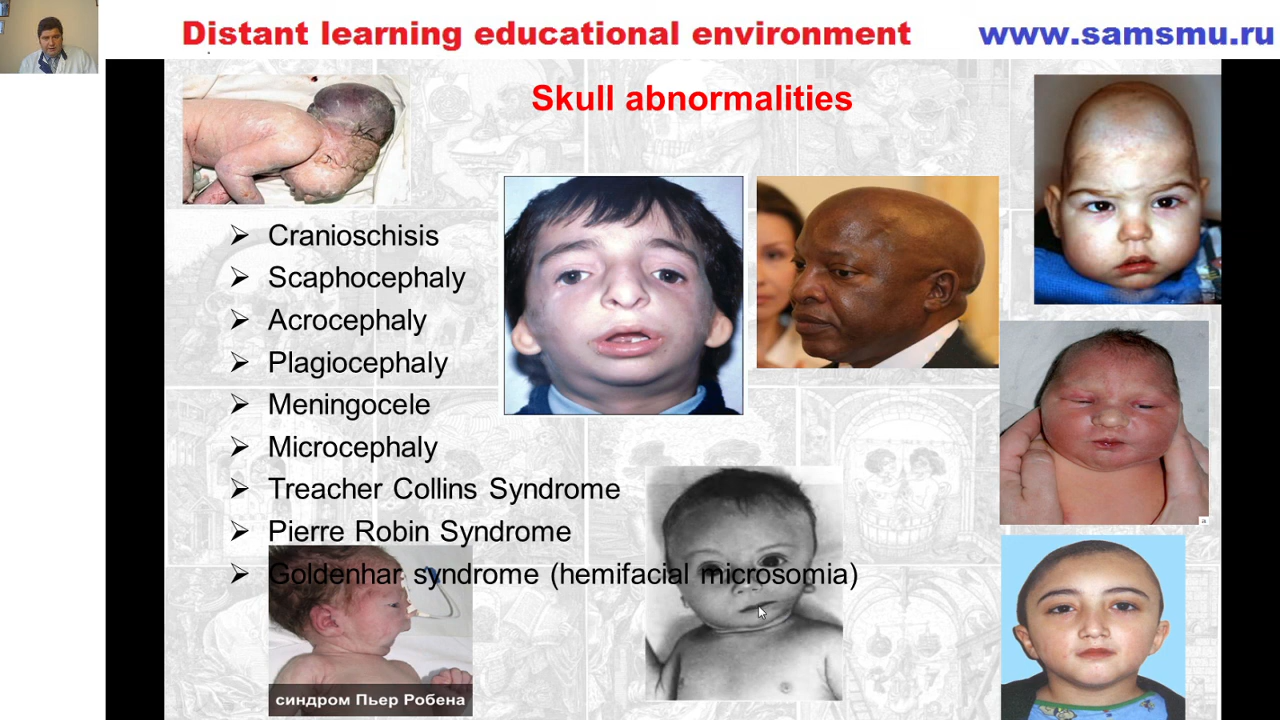 Distant learning educational environment www.samsmu.ru
Skull abnormalities
Cranioschisis
Scaphocephaly
Acrocephaly
Plagiocephaly
Meningocele
Microcephaly
Treacher Collins Syndrome
Pierre Robin Syndrome
Goldenhar syndrome (hemifacial microsomia)
синдром Пьер Робена